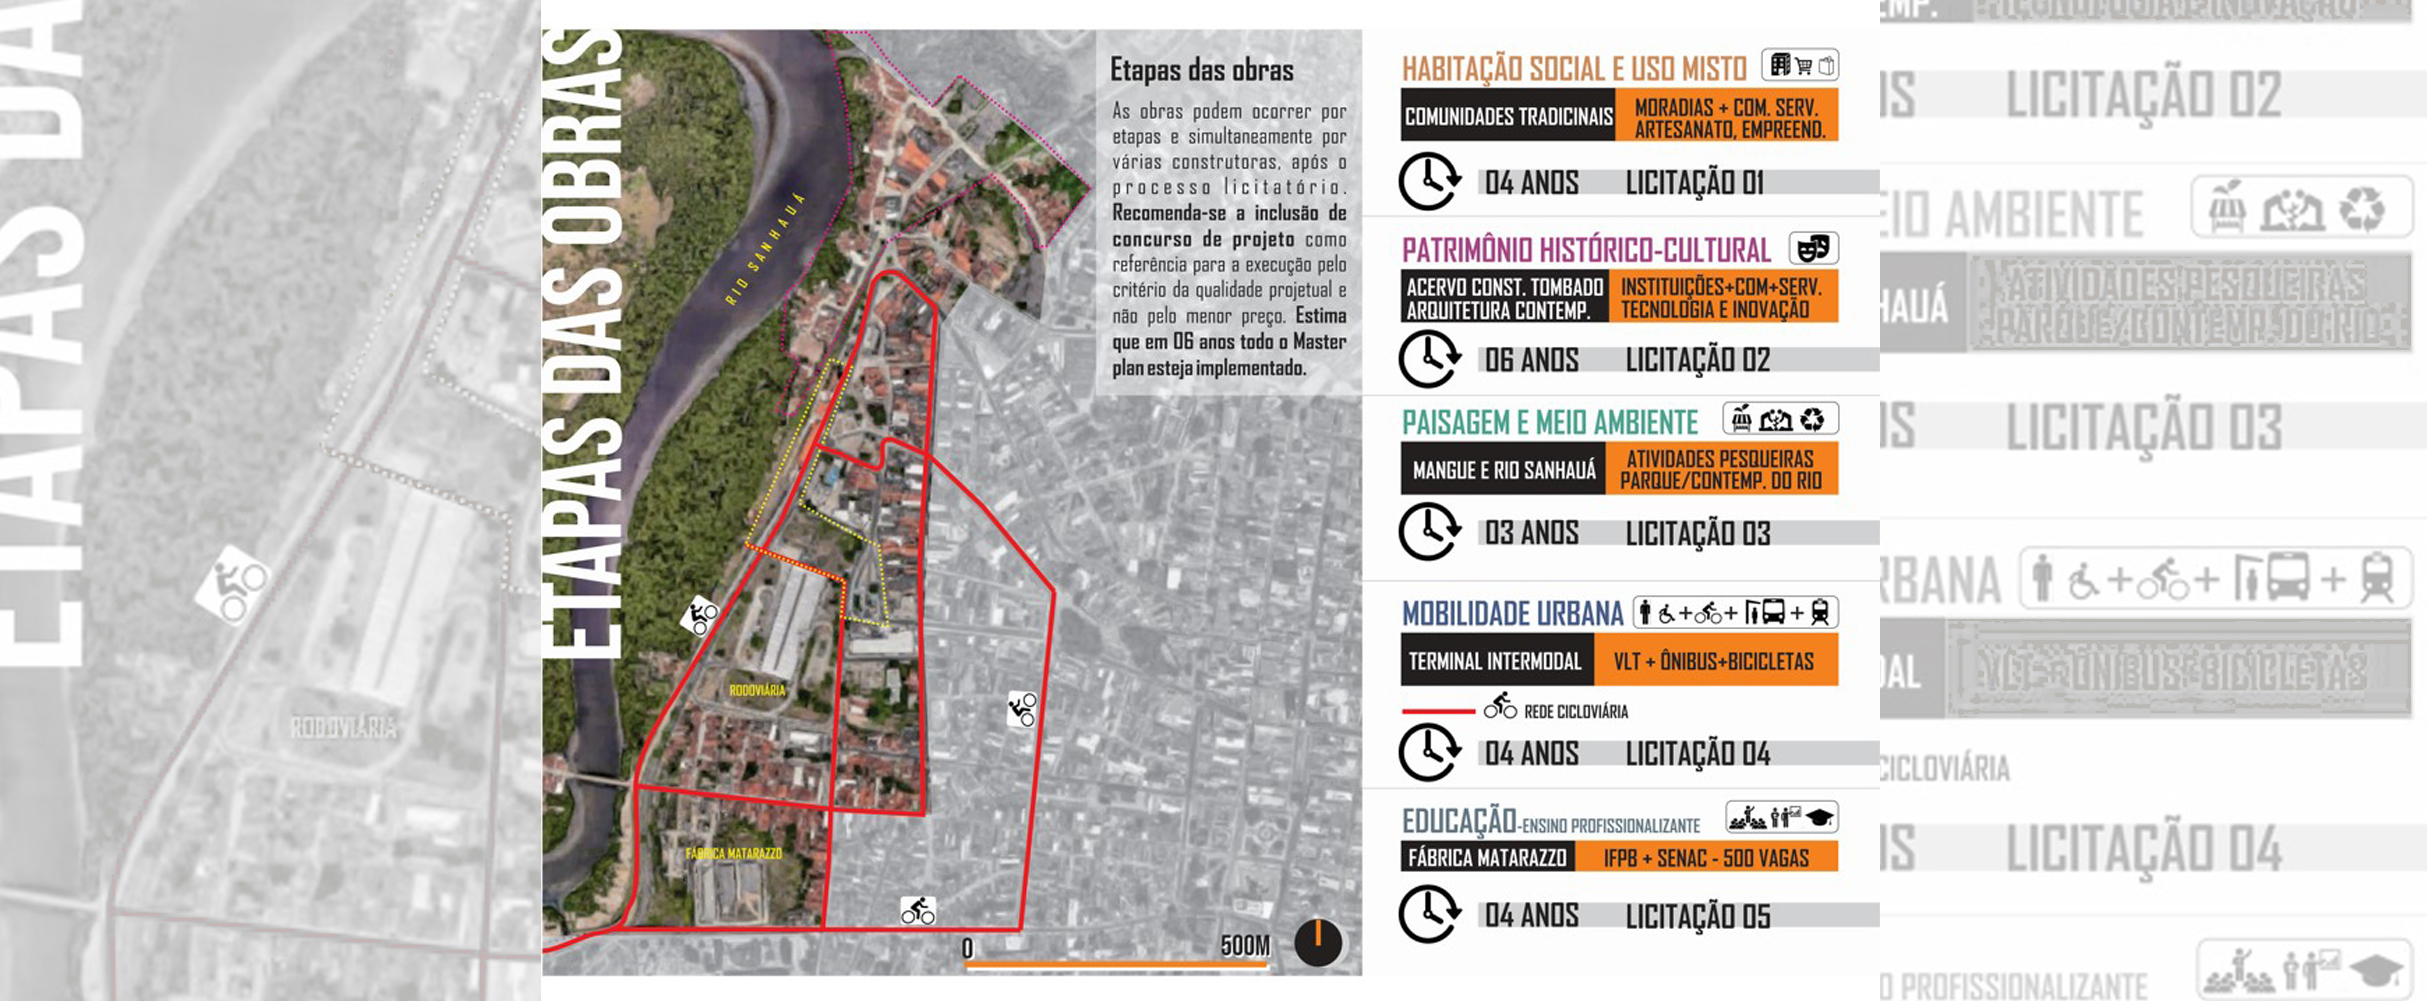 ETAPAS DA
RODOVIÁRIA
ETAPAS DAS OBRAS
RIO SANHAUÁ
RODOVIÁRIA
FÁBRICA MATARAZZO
0
500M
Etapas das obras
As obras podem ocorrer por
etapas e simultaneamente por
várias construtoras, após o
processo licitatório.
Recomenda-se a inclusão de
concurso de projeto como
referência para a execução pelo
critério da qualidade projetual e
não pelo menor preço. Estima
que em 06 anos todo o Master
plan esteja implementado.
HABITAÇÃO SOCIAL E USO MISTO
COMUNIDADES TRADICINAIS
MORADIAS + COM. SERV.
ARTESANATO, EMPREEND.
04 ANOS LICITAÇÃO 01
PATRIMÔNIO HISTÓRICO-CULTURAL
ACERVO CONST. TOMBADO
ARQUITETURA CONTEMP.
INSTITUIÇÕES+COM+SERV.
TECNOLOGIA E INOVAÇÃO
06 ANOS LICITAÇÃO 02
PAISAGEM E MEIO AMBIENTE
MANGUE E RIO SANHAUÁ
ATIVIDADES PESQUEIRAS
PARQUE/CONTEMP. DO RIO
03 ANOS LICITAÇÃO 03
MOBILIDADE URBANA
+ + +
TERMINAL INTERMODAL
VLT + ÔNIBUS+BICICLETAS
REDE CICLOVIÁRIA
04 ANOS LICITAÇÃO 04
EDUCAÇÃO-ENSINO PROFISSIONALIZANTE
FÁBRICA MATARAZZO
IFPB + SENAC - 500 VAGAS
04 ANOS LICITAÇÃO 05
EMP. TECNOLOGIA E INOVAÇÃO
S LICITAÇÃO 02
EIO AMBIENTE
HAUÁ
ATIVIDADES PESQUEIRAS
PARQUE/CONTEMP. DO RIO
S LICITAÇÃO 03
RBANA
+ + +
DAL
VLT + ÔNIBUS+BICICLETAS
CICLOVIÁRIA
S LICITAÇÃO 04
O PROFISSIONALIZANTE